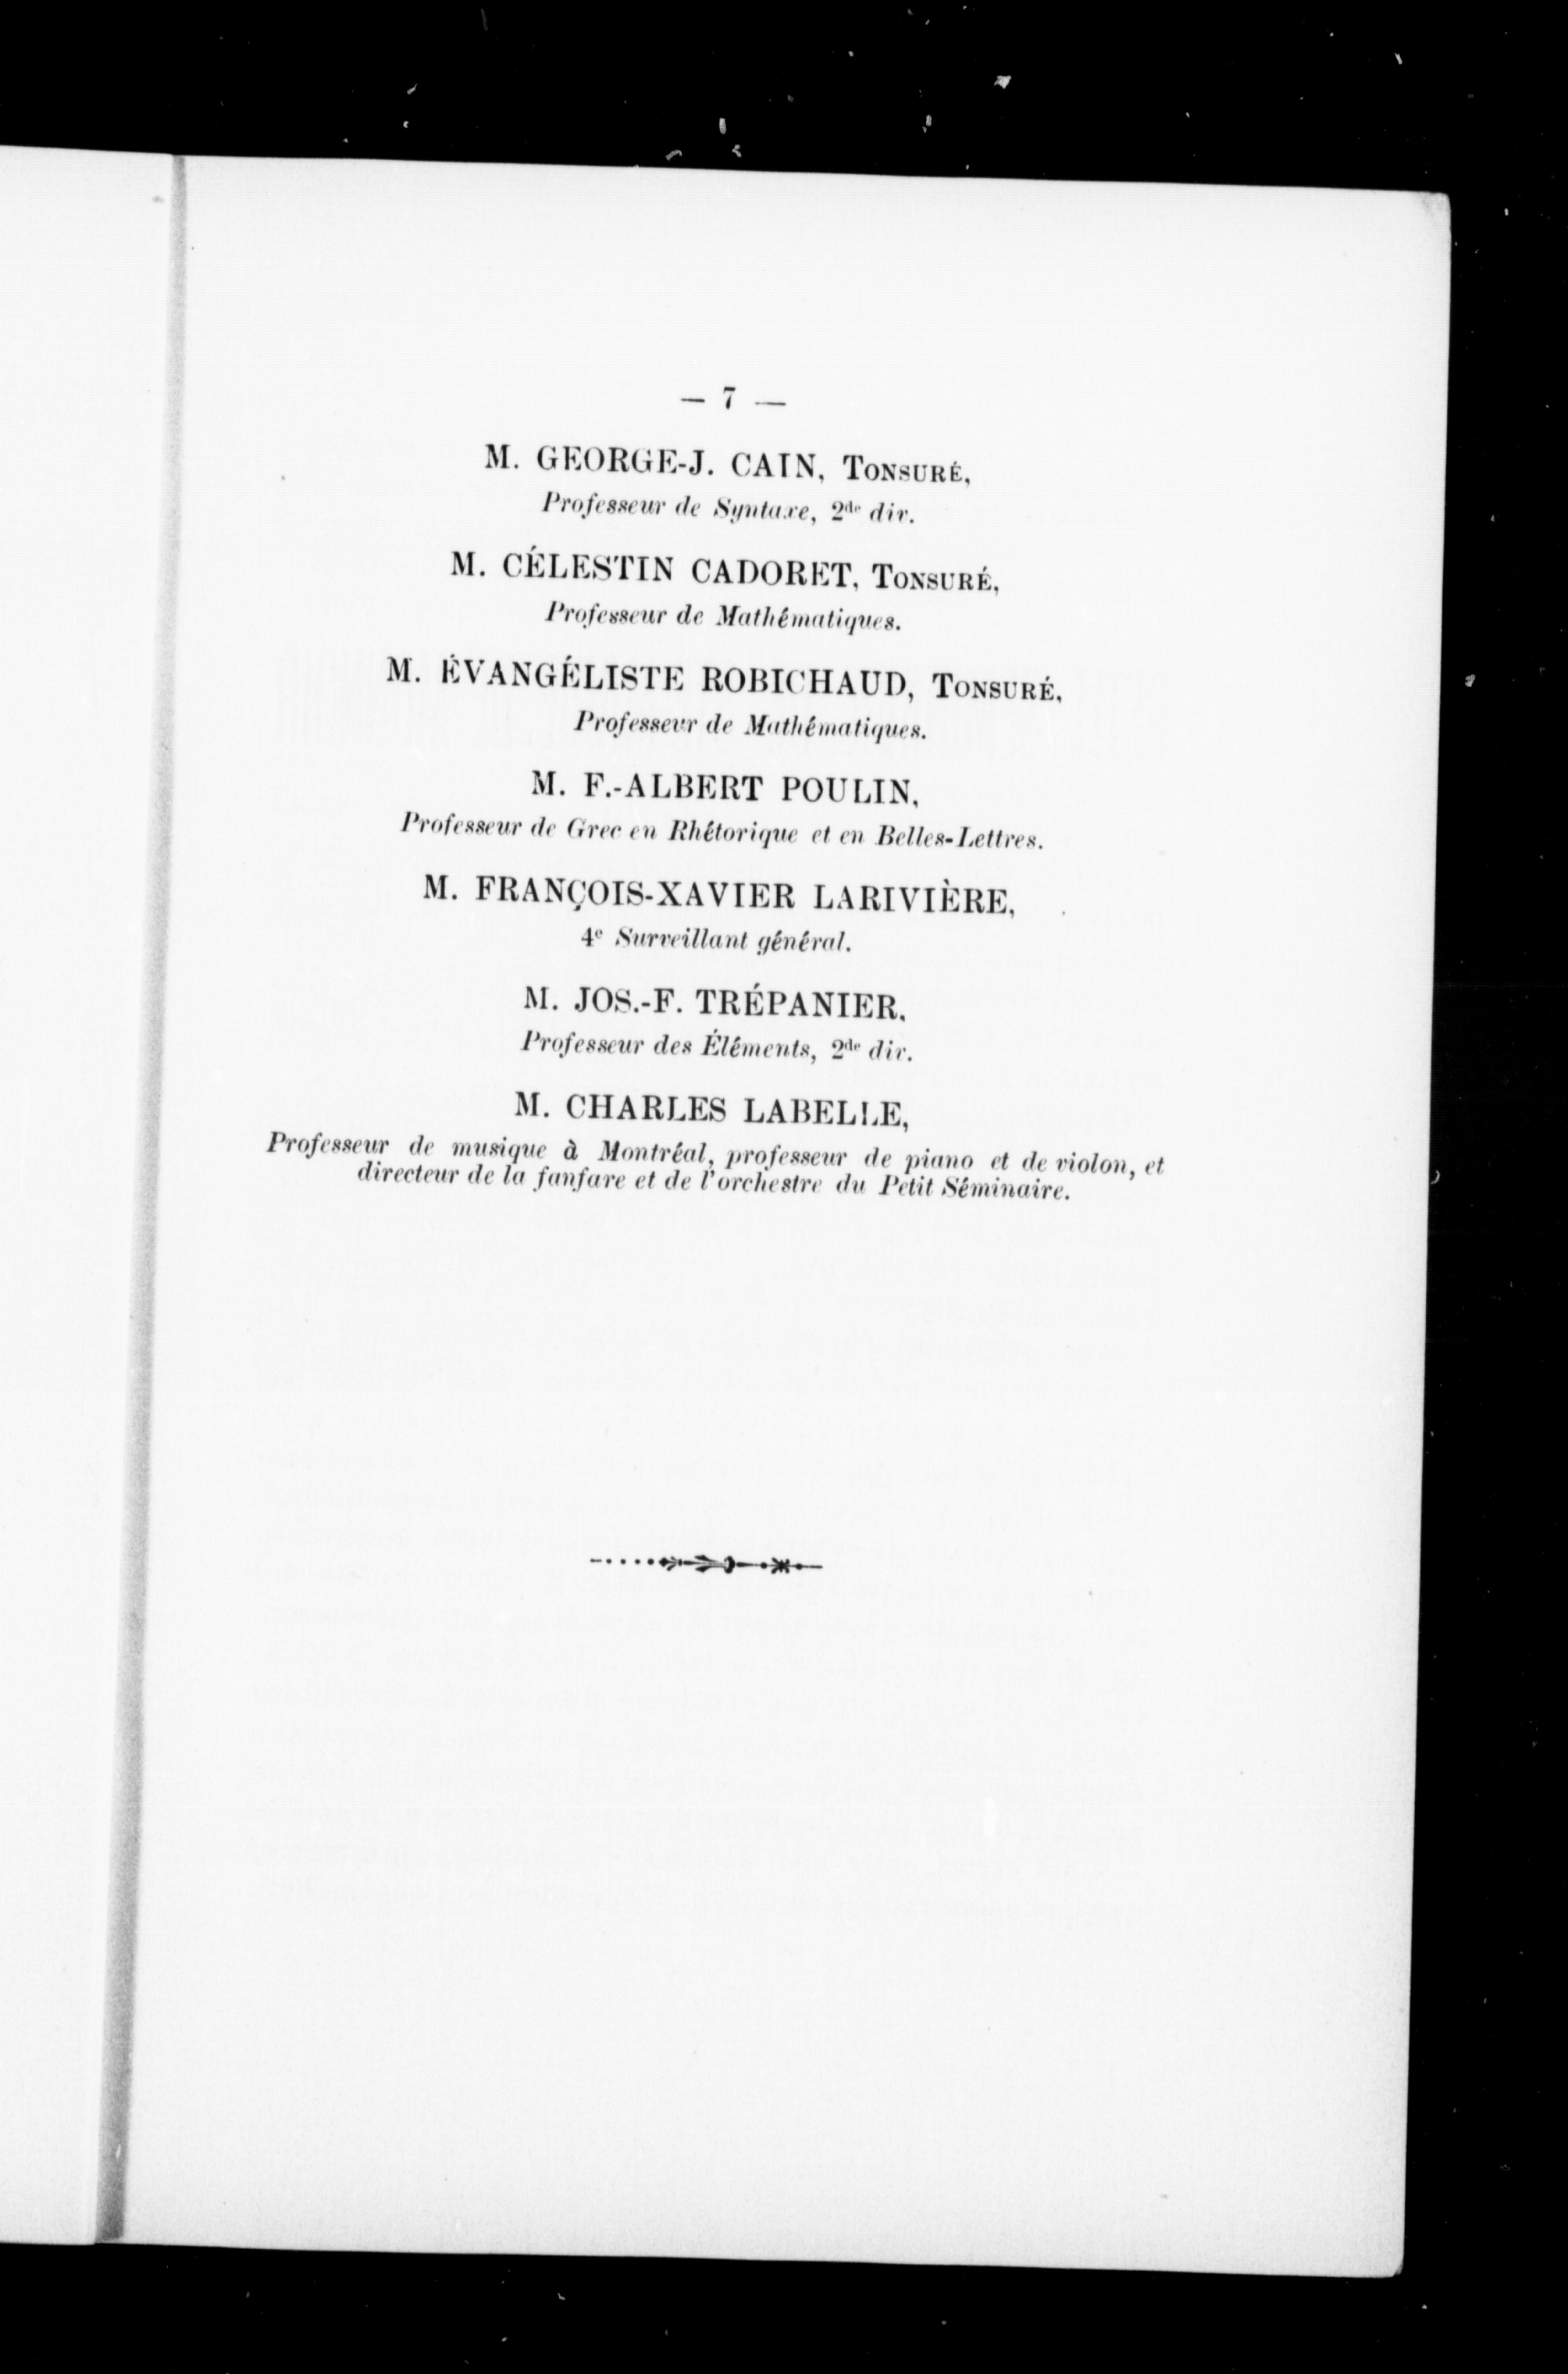 — 7 —
M. GEORGE-J. CAIN, TONSURÉ,
Professeur de Syntaxe, 2de div.
M. CÉLESTIN CADORET, TONSURÉ,
Professeur de Mathématiques.
M. ÉVANGÉLISTE ROBICHAUD, TONSURÉ,
Professeur de Mathématiques.
M. F.-ALBERT POULIN,
Professeur de Grec en Rhétorique et en Belles-Lettres.
M. FRANÇOIS-XAVIER LARIVIÈRE,
4e Surveillant général.
M. JOS.-F. TRÉPANIER,
Professeur des Éléments, 2de div.
M. CHARLES LABELLE,
Professeur de musique à Montréal, professeur de piano et de violon, et
directeur de la fanfare et de l'orchestre du Petit Séminaire.